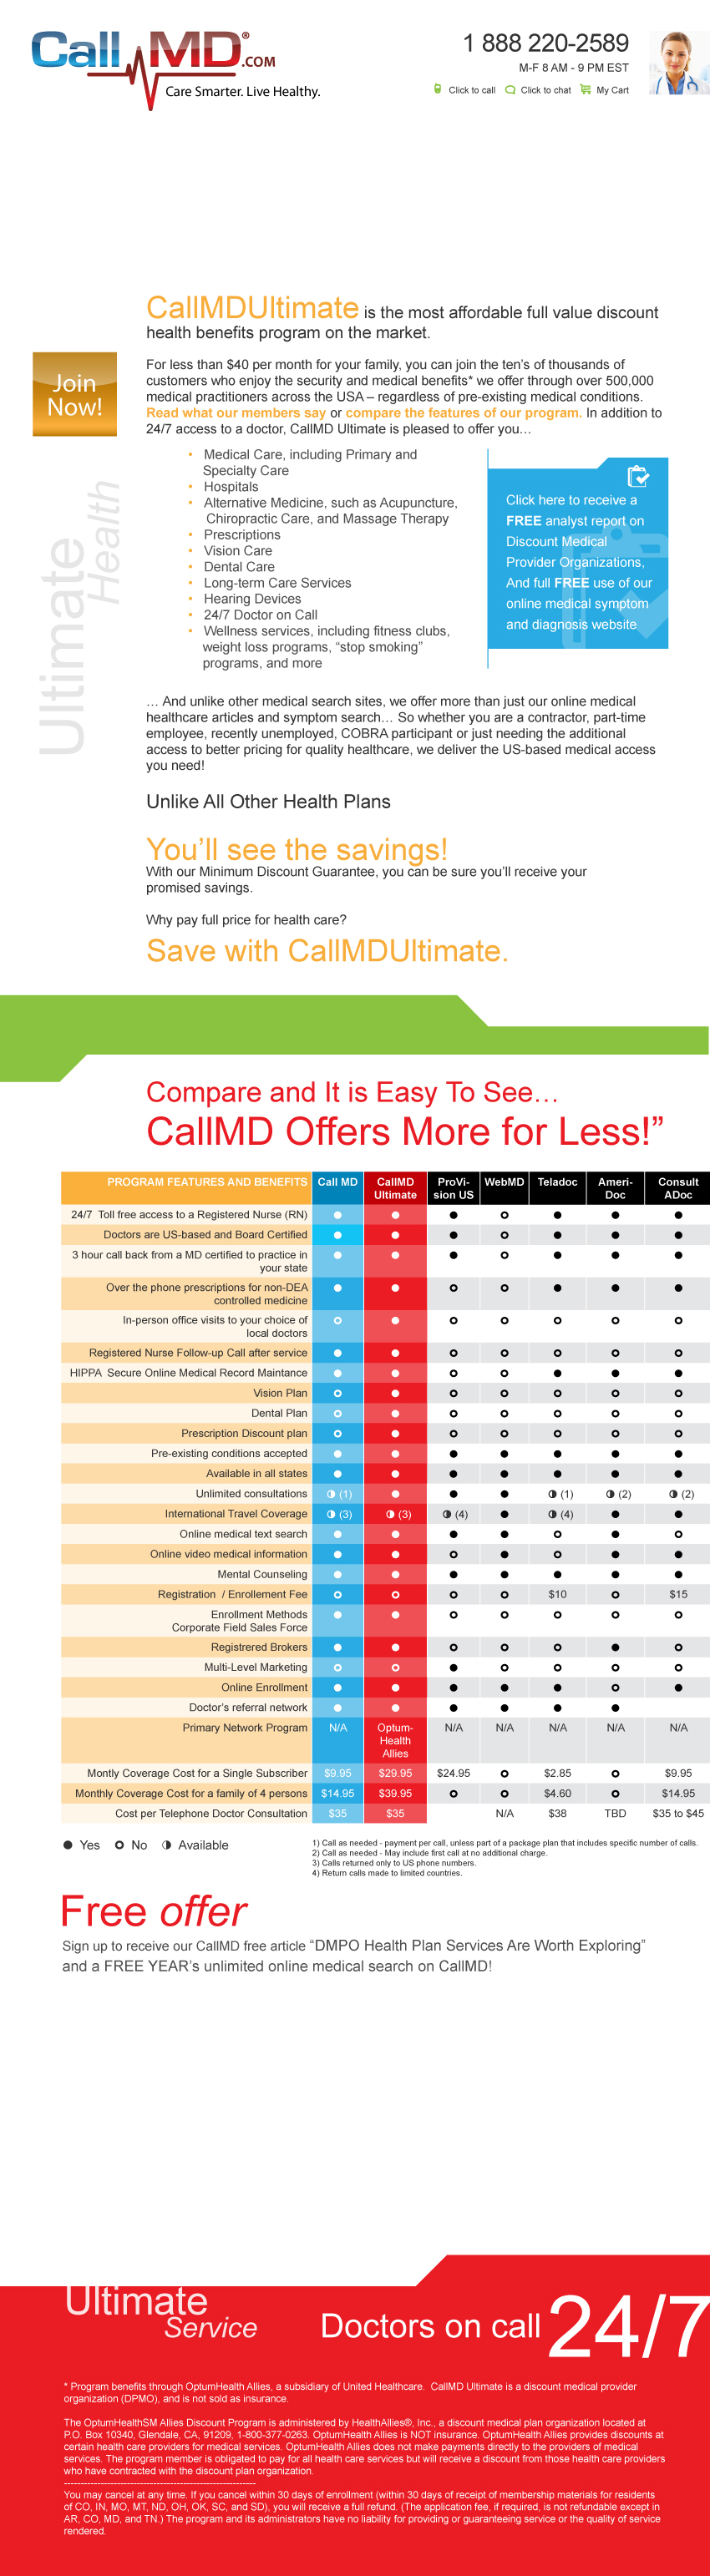 Call MD®.COM
Care Smarter. Live Healthy.
1 888 220-2589
M-F 8 AM - 9 PM EST
Click to call Click to chat My Cart
CallMDUltimate is the most affordable full value discount
health benefits program on the market.
Join
Now!
For less than $40 per month for your family, you can join the ten’s of thousands of
customers who enjoy the security and medical benefits* we offer through over 500,000
medical practitioners across the USA – regardless of pre-existing medical conditions.
Read what our members say or compare the features of our program. In addition to
24/7 access to a doctor, CallMD Ultimate is pleased to offer you…
Ultimate
Health
• Medical Care, including Primary and
Specialty Care
• Hospitals
• Alternative Medicine, such as Acupuncture,
Chiropractic Care, and Massage Therapy
• Prescriptions
• Vision Care
• Dental Care
• Long-term Care Services
• Hearing Devices
• 24/7 Doctor on Call
• Wellness services, including fitness clubs,
weight loss programs, “stop smoking”
programs, and more
Click here to receive a
FREE analyst report on
Discount Medical
Provider Organizations,
And full FREE use of our
online medical symptom
and diagnosis website
… And unlike other medical search sites, we offer more than just our online medical
healthcare articles and symptom search… So whether you are a contractor, part-time
employee, recently unemployed, COBRA participant or just needing the additional
access to better pricing for quality healthcare, we deliver the US-based medical access
you need!
Unlike All Other Health Plans
You’ll see the savings!
With our Minimum Discount Guarantee, you can be sure you’ll receive your
promised savings.
Why pay full price for health care?
Save with CallMDUltimate.
Compare and It is Easy To See…
CallMD Offers More for Less!”
PROGRAM FEATURES AND BENEFITS Call MD CallMD Ultimate ProVi-sion US WebMD Teladoc Ameri-Doc Consult ADoc
24/7 Toll free access to a Registered Nurse (RN)
Doctors are US-based and Board Certified
3 hour call back from a MD certified to practice in
your state
Over the phone prescriptions for non-DEA
controlled medicine
In-person office visits to your choice of
local doctors
Registered Nurse Follow-up Call after service
HIPPA Secure Online Medical Record Maintance
Vision Plan
Dental Plan
Prescription Discount plan
Pre-existing conditions accepted
Available in all states
Unlimited consultations (1) (1) (2) (2)
International Travel Coverage (3) (3) (4) (4)
Online medical text search
Online video medical information
Mental Counseling
Registration / Enrollement Fee $10 $15
Enrollment Methods
Corporate Field Sales Force
Registrered Brokers
Multi-Level Marketing
Online Enrollment
Doctor’s referral network
Primary Network Program N/A Optum-Health Allies N/A N/A N/A N/A N/A
Montly Coverage Cost for a Single Subscriber $9.95 $29.95 $24.95 $2.85 $9.95
Monthly Coverage Cost for a family of 4 persons $14.95 $39.95 $4.60 $14.95
Cost per Telephone Doctor Consultation $35 $35 N/A $38 TBD $35 to $45
Yes No Available
1) Call as needed - payment per call, unless part of a package plan that includes specific number of calls.
2) Call as needed - May include first call at no additional charge.
3) Calls returned only to US phone numbers.
4) Return calls made to limited countries.
Free offer
Sign up to receive our CallMD free article “DMPO Health Plan Services Are Worth Exploring”
and a FREE YEAR’s unlimited online medical search on CallMD!
Ultimate
Service
Doctors on call 24/7
* Program benefits through OptumHealth Allies, a subsidiary of United Healthcare. CallMD Ultimate is a discount medical provider
organization (DPMO), and is not sold as insurance.
The OptumHealthSM Allies Discount Program is administered by HealthAllies®, Inc., a discount medical plan organization located at
P.O. Box 10340, Glendale, CA, 91209, 1-800-377-0263. OptumHealth Allies is NOT insurance. OptumHealth Allies provides discounts at
certain health care providers for medical services. OptumHealth Allies does not make payments directly to the providers of medical
services. The program member is obligated to pay for all health care services but will receive a discount from those health care providers
who have contracted with the discount plan organization.
----------------------------------------------------------
You may cancel at any time. If you cancel within 30 days of enrollment (within 30 days of receipt of membership materials for residents
of CO, IN, MO, MT, ND, OH, OK, SC, and SD), you will receive a full refund. (The application fee, if required, is not refundable except in
AR, CO, MD, and TN.) The program and its administrators have no liability for providing or guaranteeing service or the quality of service
rendered.